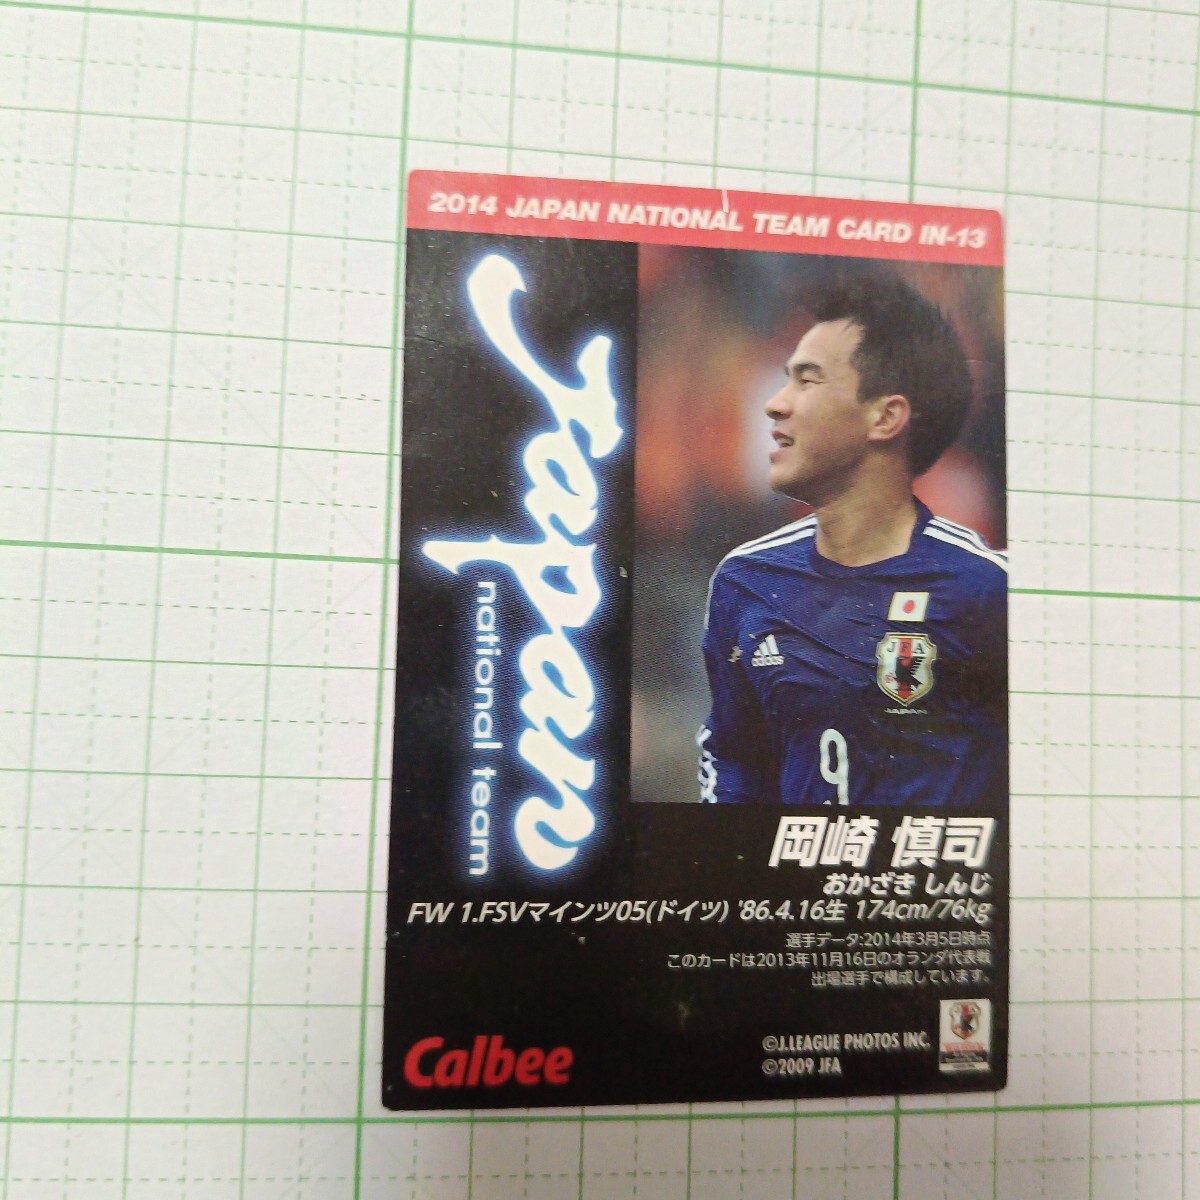 2014 JAPAN NATIONAL TEAM CARD IN-13
Japan
national team
adidas
JFA
JAPAN
9
岡崎 慎司
おかざき しんじ
FW 1.FSVマインツ05(ドイツ) '86.4.16生 174cm/76kg
選手データ:2014年3月5日時点
このカードは2013年11月16日のオランダ代表戦
出場選手で構成しています。
Calbee
©J.LEAGUE PHOTOS INC.
©2009 JFA